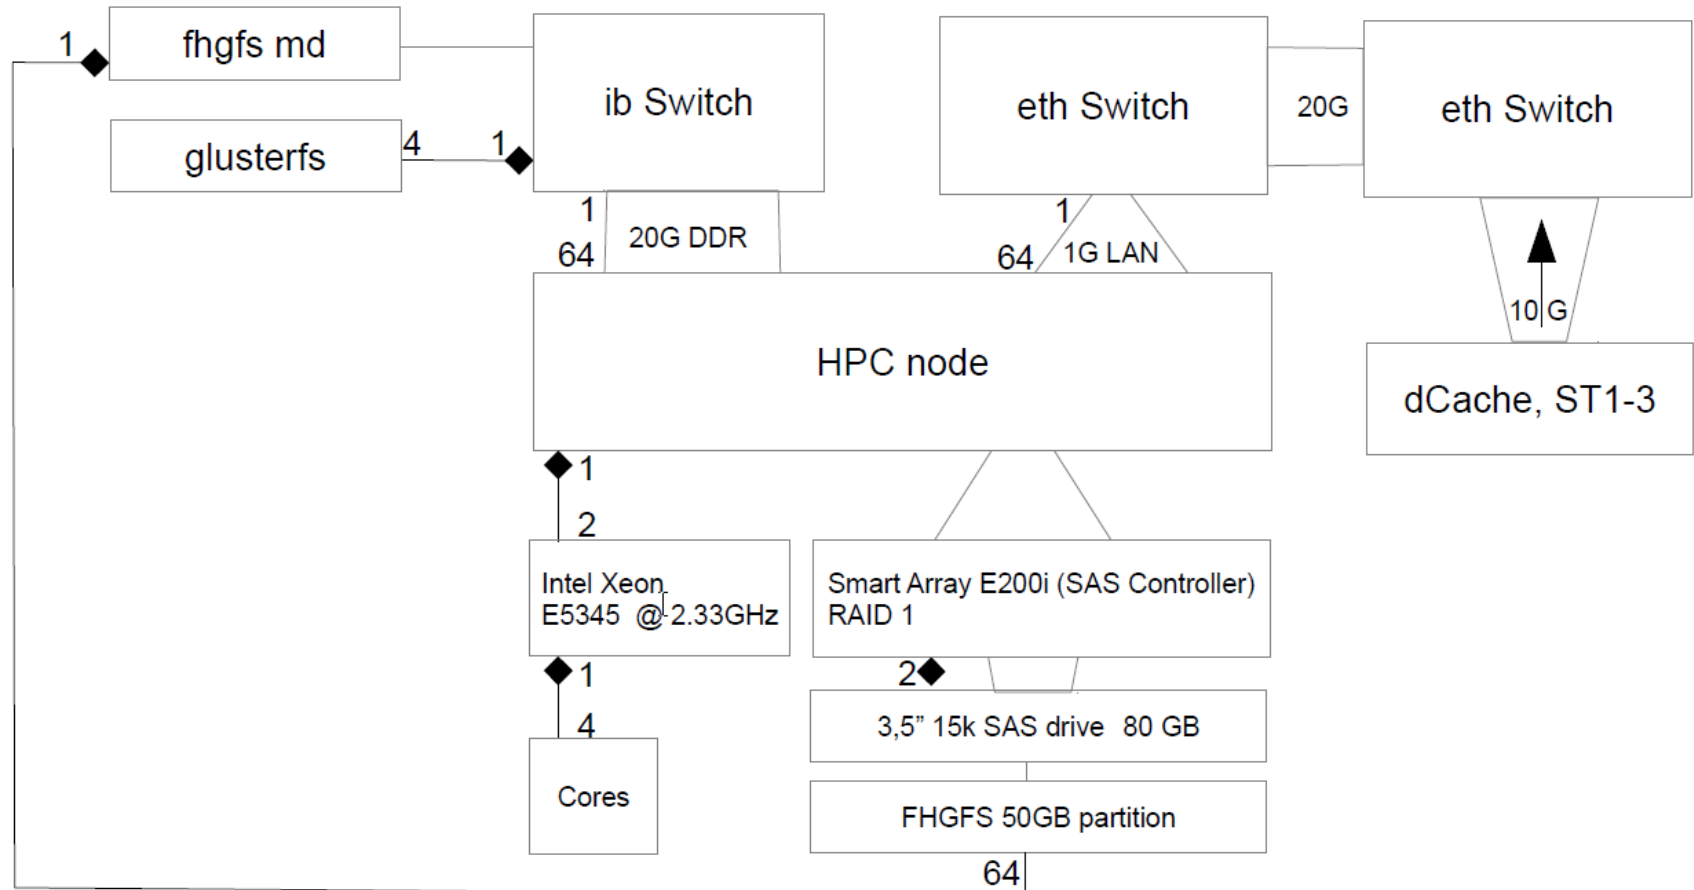 1
fhgfs md
ib Switch
eth Switch
20G
eth Switch
glusterfs
4
1
1
20G DDR
64
1
1G LAN
64
10 G
HPC node
dCache, ST1-3
1
2
Intel Xeon
E5345 @ 2.33GHz
Smart Array E200i (SAS Controller)
RAID 1
1
2
4
3,5” 15k SAS drive 80 GB
Cores
FHGFS 50GB partition
64